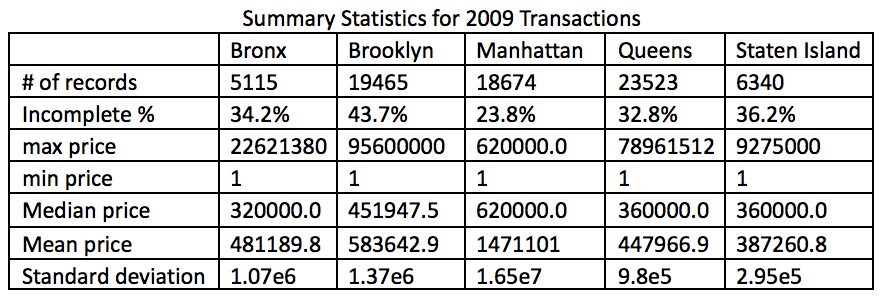 Summary Statistics for 2009 Transactions
Bronx Brooklyn Manhattan Queens Staten Island
# of records 5115 19465 18674 23523 6340
Incomplete % 34.2% 43.7% 23.8% 32.8% 36.2%
max price 22621380 95600000 620000.0 78961512 9275000
min price 1 1 1 1 1
Median price 320000.0 451947.5 620000.0 360000.0 360000.0
Mean price 481189.8 583642.9 1471101 447966.9 387260.8
Standard deviation 1.07e6 1.37e6 1.65e7 9.8e5 2.95e5